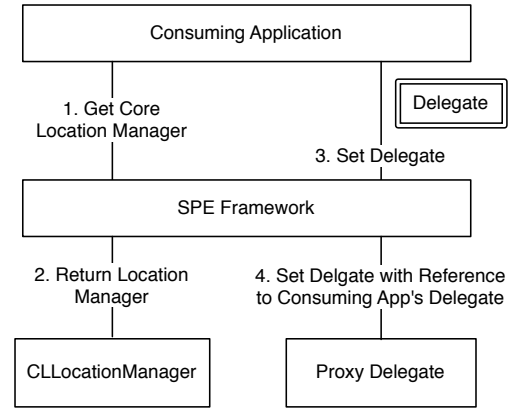 Consuming Application
1. Get Core
Location Manager
Delegate
3. Set Delegate
SPE Framework
2. Return Location
Manager
4. Set Delgate with Reference
to Consuming App's Delegate
CLLocationManager
Proxy Delegate